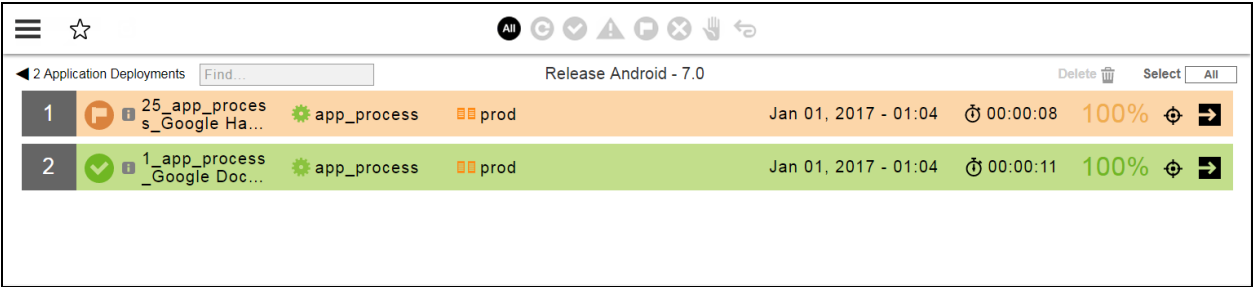 All
2 Application Deployments Find... Release Android - 7.0 Delete Select All
1 25_app_proces
s_Google Ha... app_process prod Jan 01, 2017 - 01:04 00:00:08 100%
2 1_app_process
_Google Doc... app_process prod Jan 01, 2017 - 01:04 00:00:11 100%